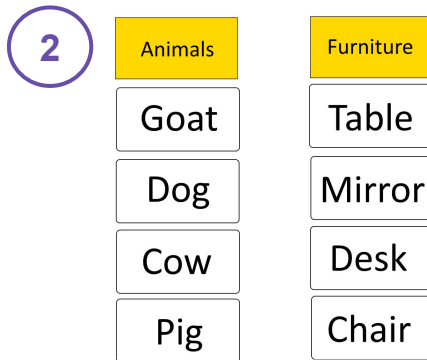 2
Animals
Goat
Dog
Cow
Pig
Furniture
Table
Mirror
Desk
Chair